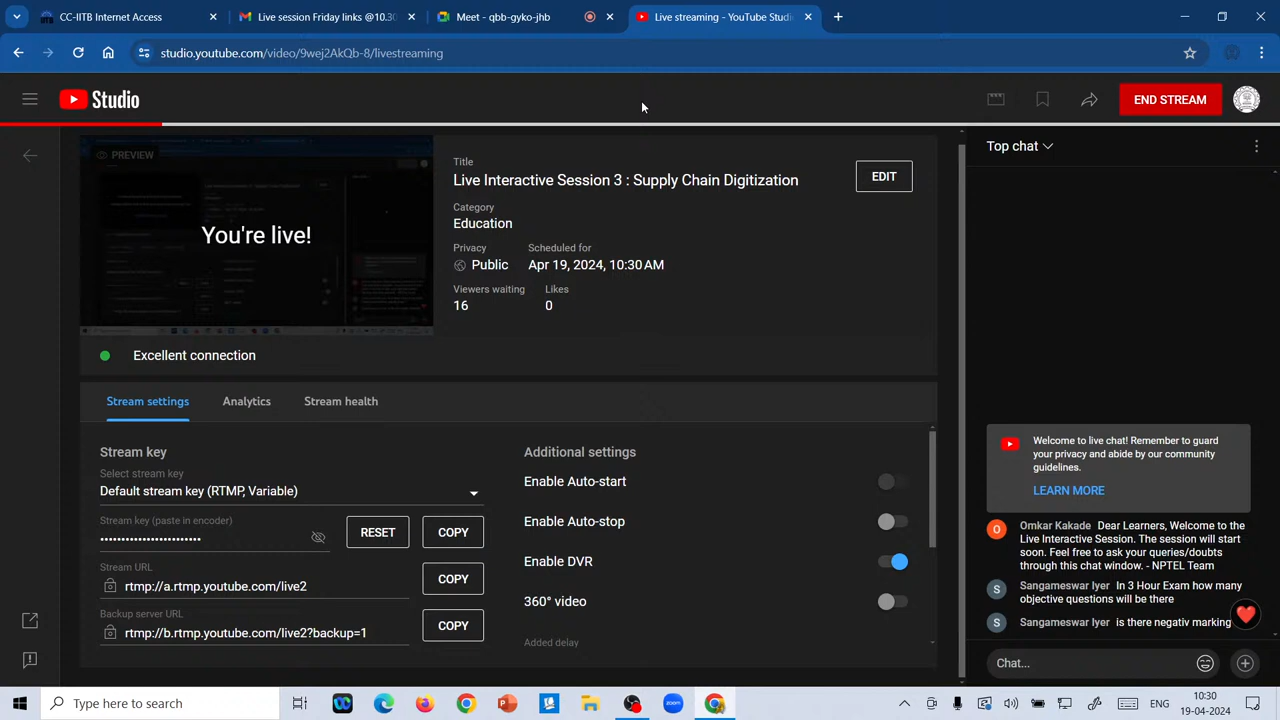 CC-IITB Internet Access
Live session Friday links @10.30
Meet - qbb-gyko-jhb
Live streaming - YouTube Studi
studio.youtube.com/video/9wej2AkQb-8/livestreaming
Studio
END STREAM
PREVIEW
You're live!
Title
Live Interactive Session 3 : Supply Chain Digitization
EDIT
Category
Education
Privacy
Scheduled for
Public
Apr 19, 2024, 10:30 AM
Viewers waiting
Likes
16
0
Excellent connection
Stream settings
Analytics
Stream health
Stream key
Select stream key
Default stream key (RTMP, Variable)
Stream key (paste in encoder)
RESET
COPY
Stream URL
rtmp://a.rtmp.youtube.com/live2
COPY
Backup server URL
rtmp://b.rtmp.youtube.com/live2?backup=1
COPY
Additional settings
Enable Auto-start
Enable Auto-stop
Enable DVR
360° video
Added delay
Top chat
Welcome to live chat! Remember to guard
your privacy and abide by our community
guidelines.
LEARN MORE
Omkar Kakade Dear Learners, Welcome to the
Live Interactive Session. The session will start
soon. Feel free to ask your queries/doubts
through this chat window. - NPTEL Team
Sangameswar Iyer In 3 Hour Exam how many
objective questions will be there
Sangameswar Iyer is there negativ marking
Chat...
Type here to search
ENG
10:30
19-04-2024